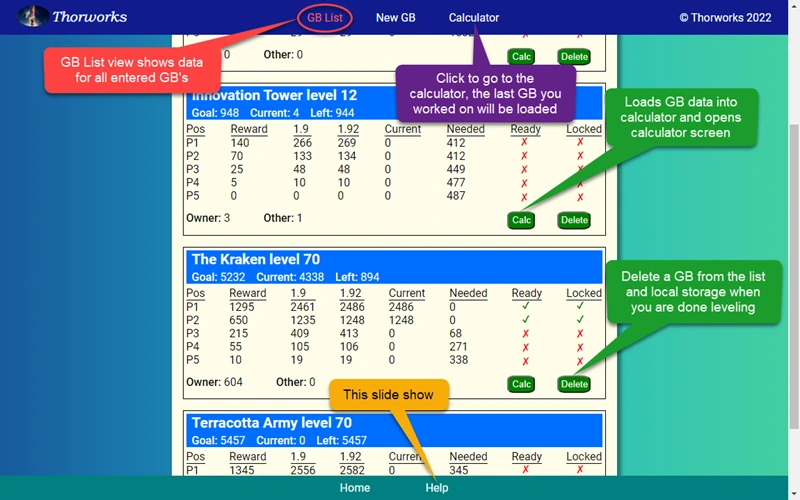 Thorworks
GB List
New GB
Calculator
© Thorworks 2022
GB List view shows data
for all entered GB's
Other: 0
Calc
Delete
Click to go to the
calculator, the last GB you
worked on will be loaded
Loads GB data into
calculator and opens
calculator screen
Innovation Tower level 12
Goal: 948 Current: 4 Left: 944
Pos Reward 1.9 1.92 Current Needed Ready Locked
P1 140 266 269 0 412 ✗ ✗
P2 70 133 134 0 412 ✗ ✗
P3 25 48 48 0 449 ✗ ✗
P4 5 10 10 0 477 ✗ ✗
P5 0 0 0 0 487 ✗ ✗
Owner: 3 Other: 1 Calc Delete
The Kraken level 70
Goal: 5232 Current: 4338 Left: 894
Pos Reward 1.9 1.92 Current Needed Ready Locked
P1 1295 2461 2486 2486 0 ✓ ✓
P2 650 1235 1248 1248 0 ✓ ✓
P3 215 409 413 0 68 ✗ ✗
P4 55 105 106 0 271 ✗ ✗
P5 10 19 19 0 338 ✗ ✗
Owner: 604 Other: 0 Calc Delete
Delete a GB from the list
and local storage when
you are done leveling
This slide show
Terracotta Army level 70
Goal: 5457 Current: 0 Left: 5457
Pos Reward 1.9 1.92 Current Needed Ready Locked
P1 1345 2556 2582 0 345 ✗ ✗
Home
Help